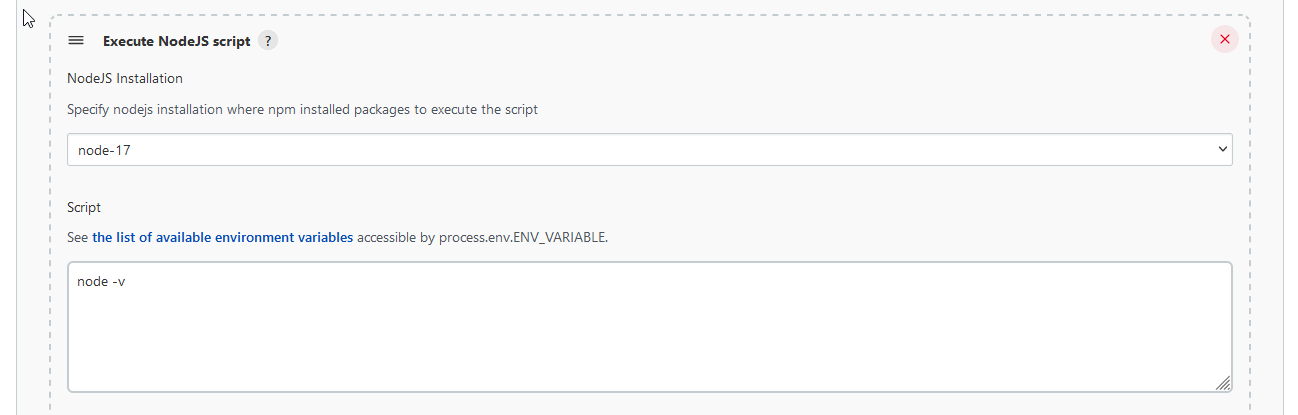 Execute NodeJS script ?
NodeJS Installation
Specify nodejs installation where npm installed packages to execute the script
node-17
Script
See the list of available environment variables accessible by process.env.ENV_VARIABLE.
node -v